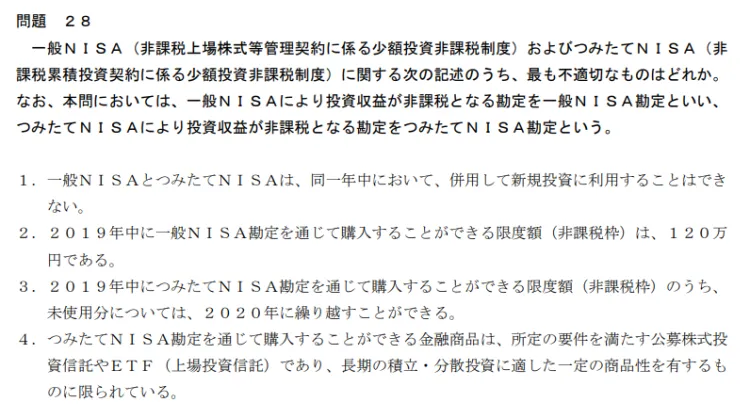 問題　２８
一般ＮＩＳＡ（非課税上場株式等管理契約に係る少額投資非課税制度）およびつみたてＮＩＳＡ（非
課税累積投資契約に係る少額投資非課税制度）に関する次の記述のうち、最も不適切なものはどれか。
なお、本問においては、一般ＮＩＳＡにより投資収益が非課税となる勘定を一般ＮＩＳＡ勘定といい、
つみたてＮＩＳＡにより投資収益が非課税となる勘定をつみたてＮＩＳＡ勘定という。
１．一般ＮＩＳＡとつみたてＮＩＳＡは、同一年中において、併用して新規投資に利用することはでき
ない。
２．２０１９年中に一般ＮＩＳＡ勘定を通じて購入することができる限度額（非課税枠）は、１２０万
円である。
３．２０１９年中につみたてＮＩＳＡ勘定を通じて購入することができる限度額（非課税枠）のうち、
未使用分については、２０２０年に繰り越すことができる。
４．つみたてＮＩＳＡ勘定を通じて購入することができる金融商品は、所定の要件を満たす公募株式投
資信託やＥＴＦ（上場投資信託）であり、長期の積立・分散投資に適した一定の商品性を有するも
のに限られている。